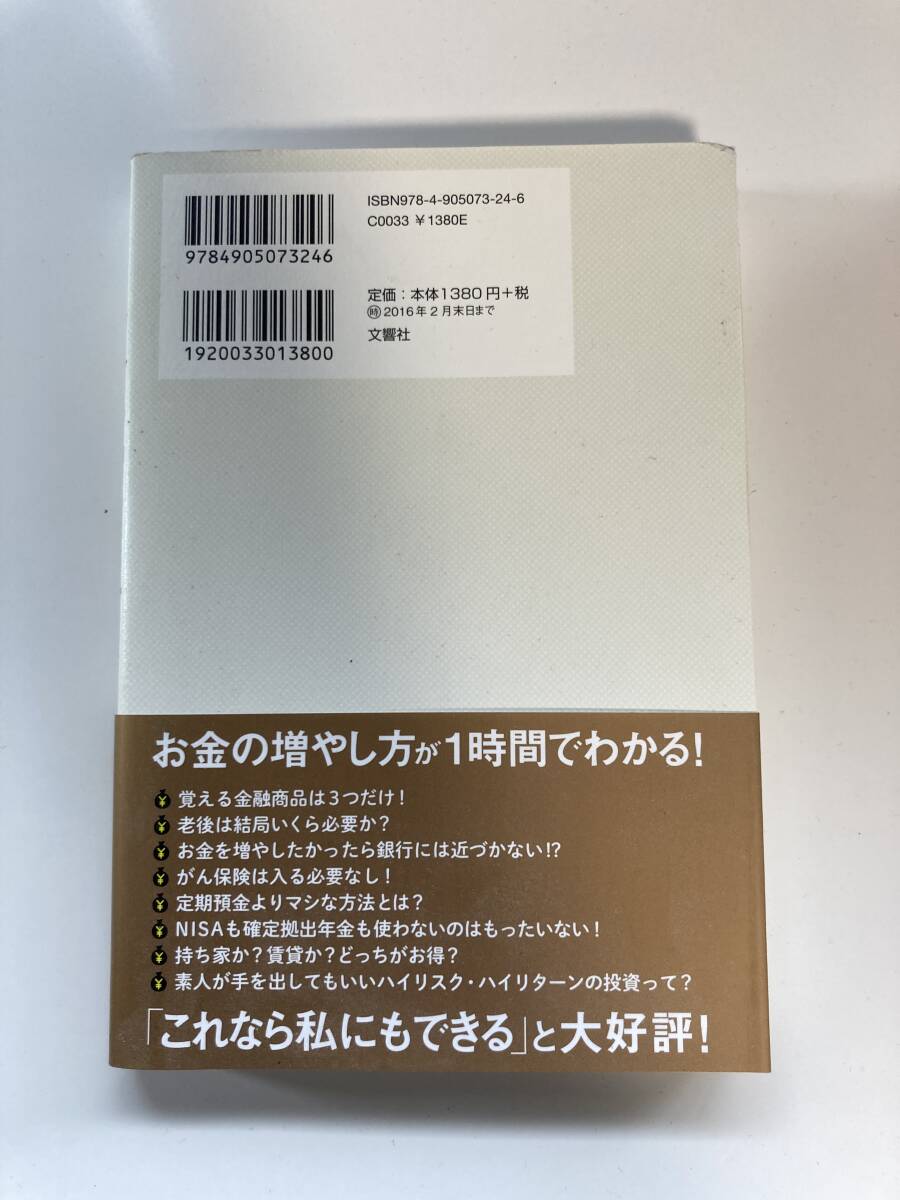 ISBN978-4-905073-24-6
C0033 ¥1380E
9784905073246
定価：本体1380円＋税
時2016年2月末日まで
文響社
1920033013800
お金の増やし方が1時間でわかる！
覚える金融商品は3つだけ！
老後は結局いくら必要か？
お金を増やしたかったら銀行には近づかない!?
がん保険は入る必要なし！
定期預金よりマシな方法とは？
NISAも確定拠出年金も使わないのはもったいない！
持ち家か？賃貸か？どっちがお得？
素人が手を出してもいいハイリスク・ハイリターンの投資って？
「これなら私にもできる」と大好評！